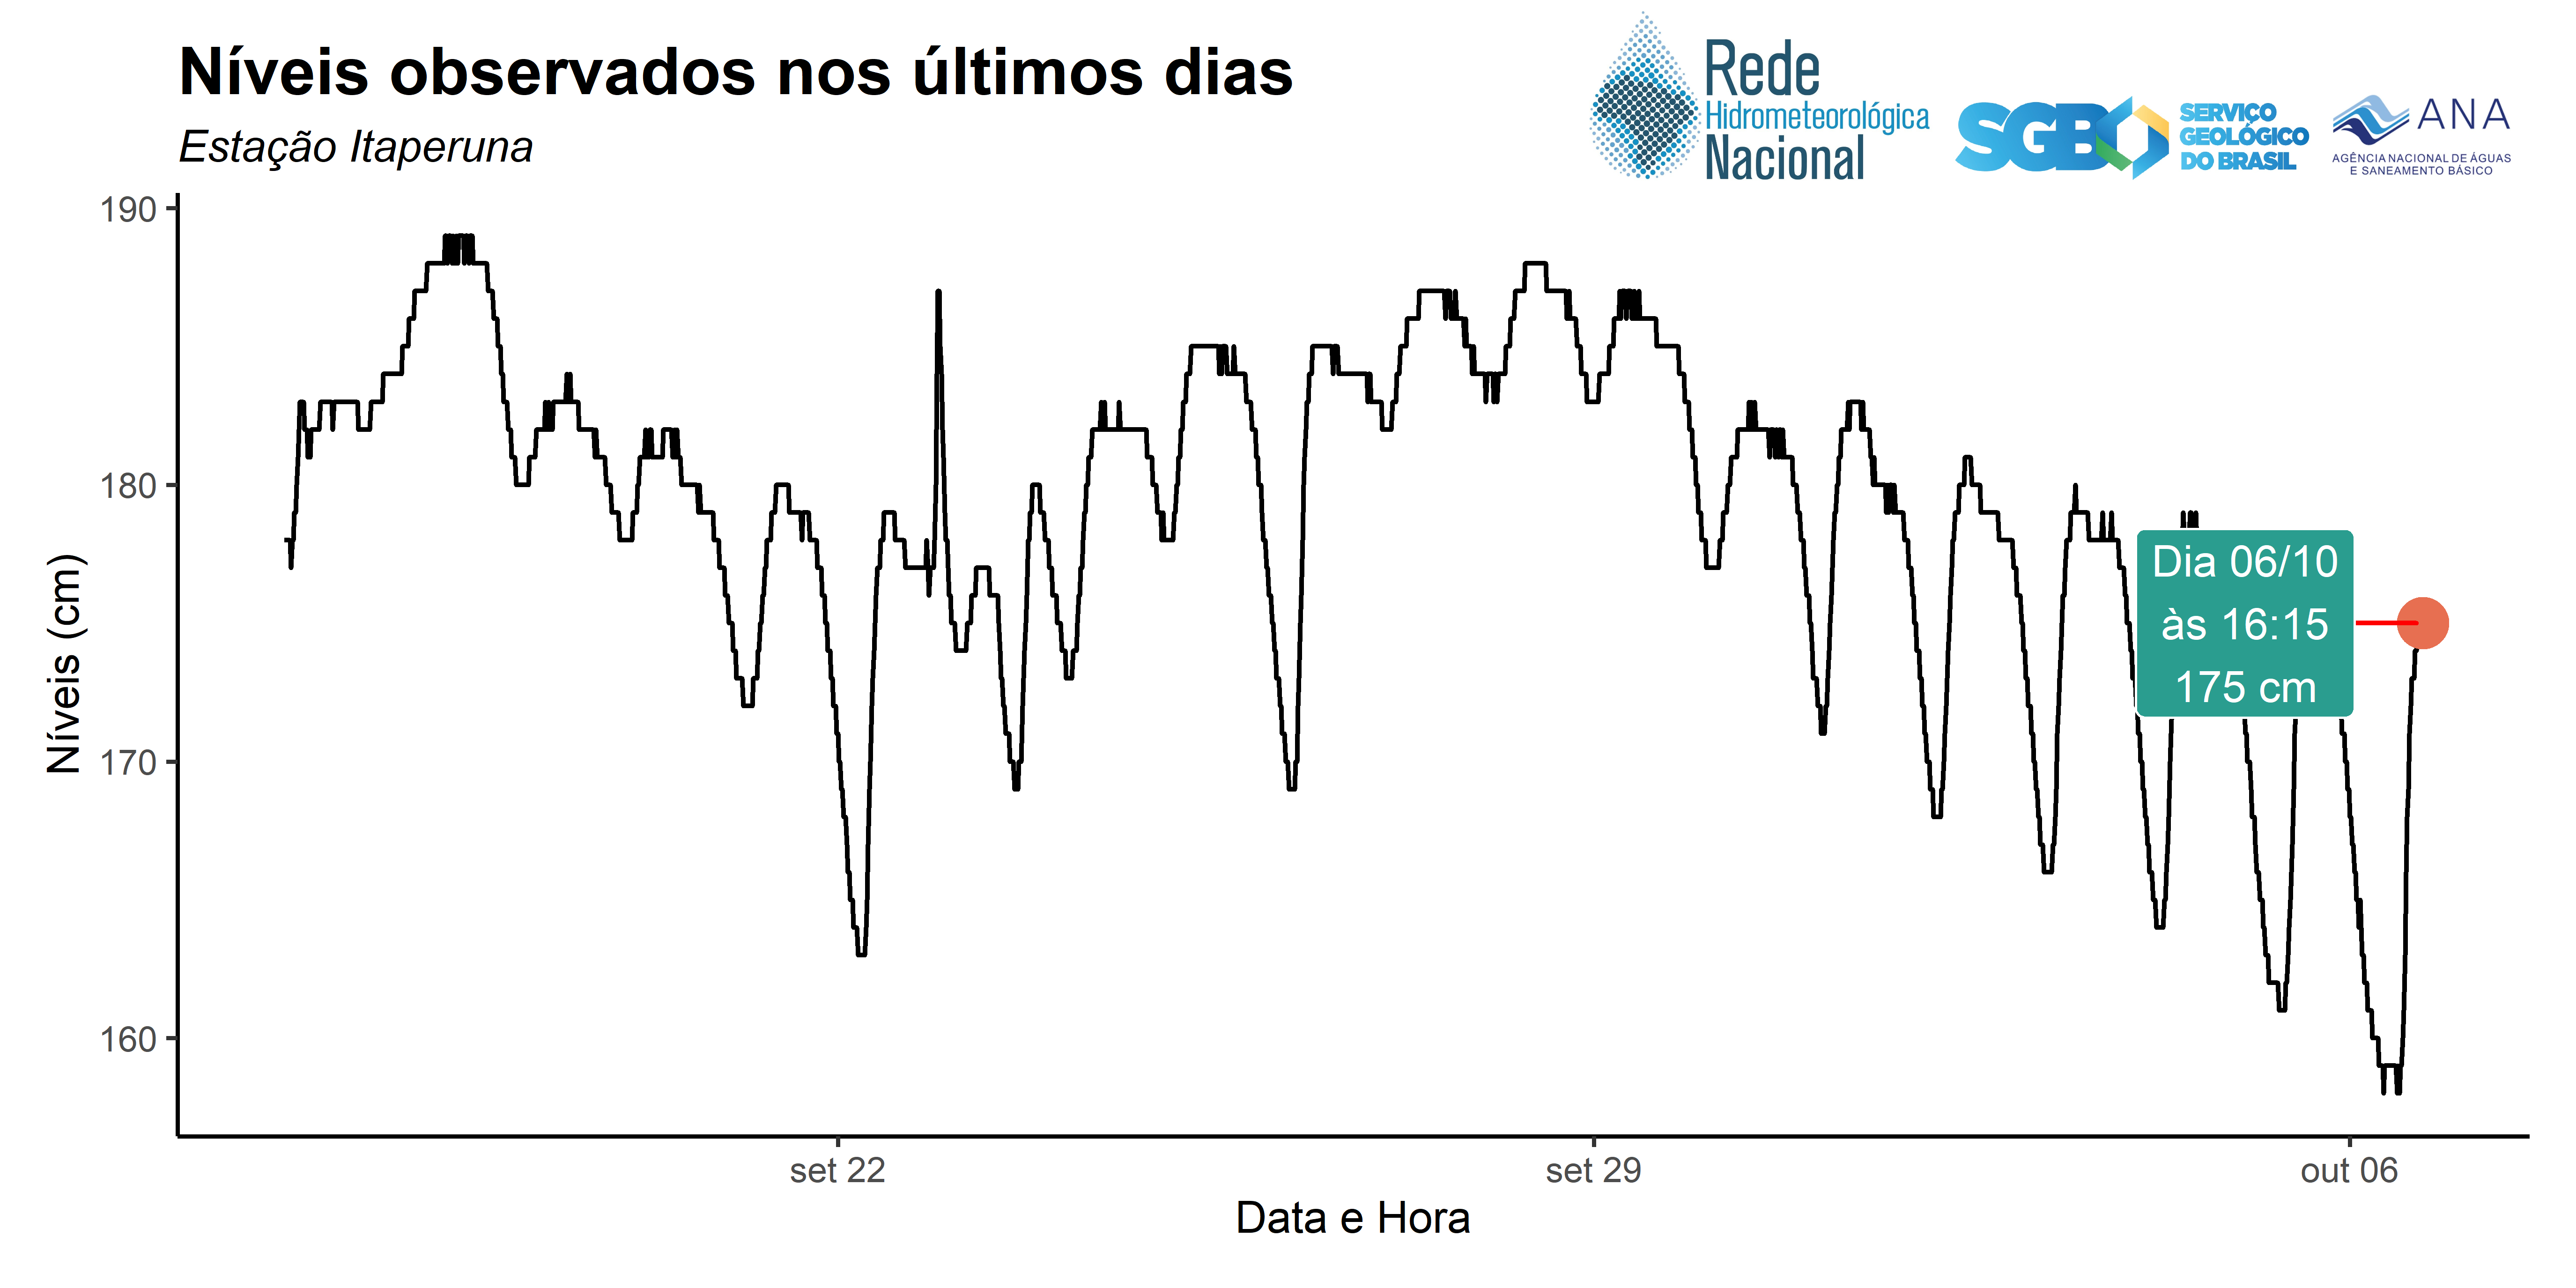 Níveis observados nos últimos dias
Estação Itaperuna
Rede
Hidrometeorológica
Nacional
SGB
SERVIÇO
GEOLÓGICO
DO BRASIL
ANA
AGÊNCIA NACIONAL DE ÁGUAS
E SANEAMENTO BÁSICO
Níveis (cm)
190
180
170
160
Dia 06/10
às 16:15
175 cm
set 22
set 29
out 06
Data e Hora